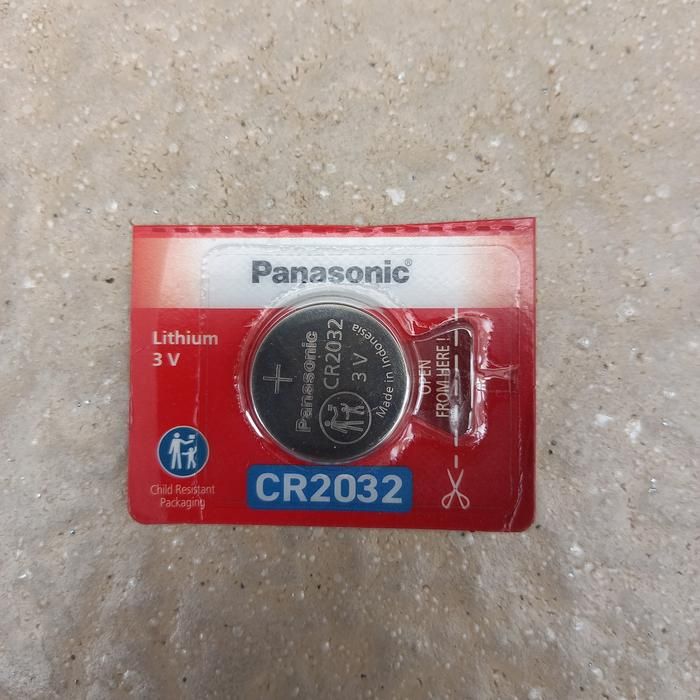 Panasonic®
Lithium
3 V
+
Panasonic
CR2032
3 V
Made in Indonesia
OPEN
FROM HERE !
Child Resistant
Packaging
CR2032